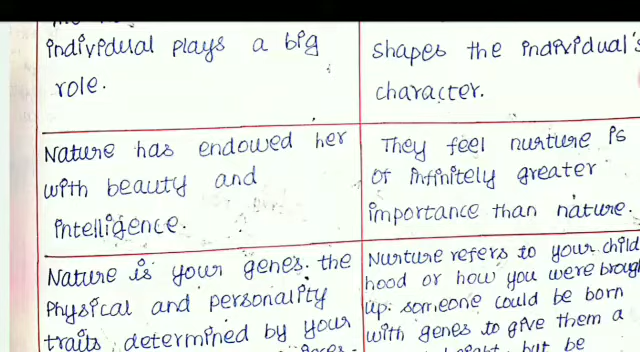 individual plays a big
role.
shapes the individual's
character.
Nature has endowed her
with beauty and
intelligence.
They feel nurture is
of infinitely greater
importance than nature.
Nature is your genes. the
physical and personality
traits determined by your
Nurture refers to your child
hood or how you were brough
up. someone could be born
with genes to give them a
but be